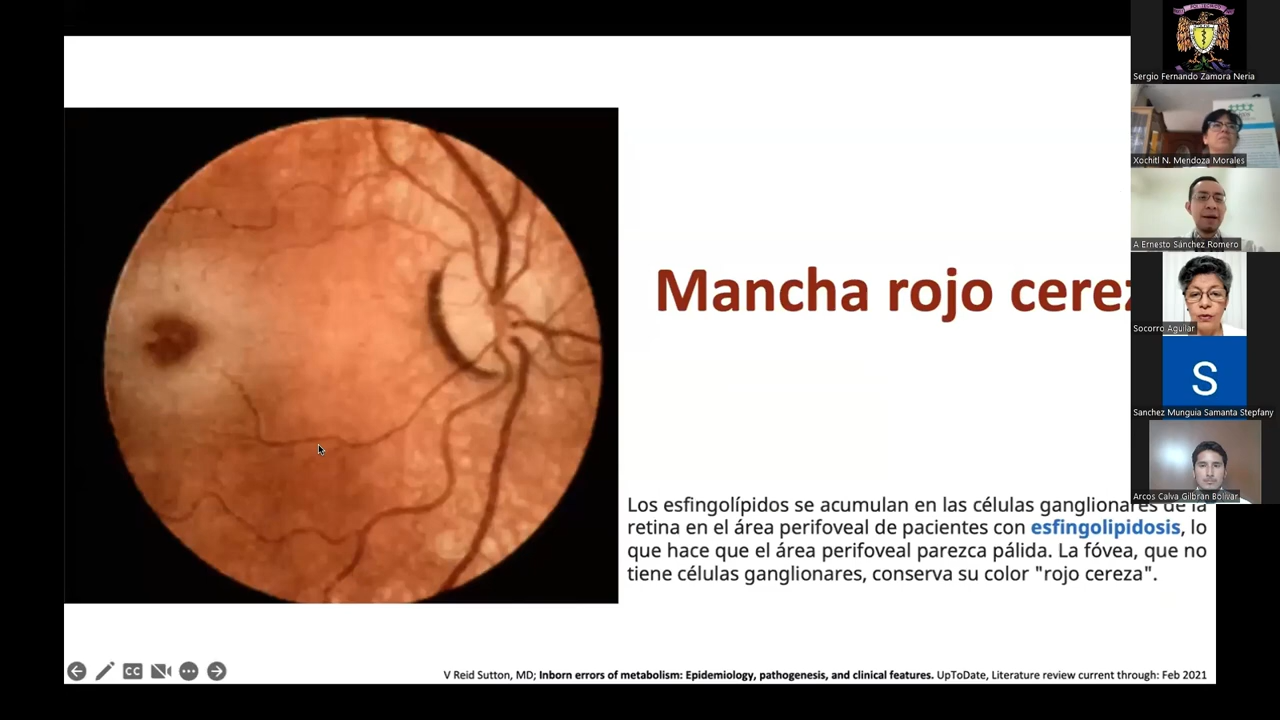 POLITECNICO
Sergio Fernando Zamora Neria
Xochitl N. Mendoza Morales
A Ernesto Sánchez Romero
Mancha rojo cerez
Socorro Aguilar
S
Sanchez Munguia Samanta Stepfany
Arcos Calva Gilbran Bolivar
Los esfingolípidos se acumulan en las células ganglionares de la
retina en el área perifoveal de pacientes con esfingolipidosis, lo
que hace que el área perifoveal parezca pálida. La fóvea, que no
tiene células ganglionares, conserva su color "rojo cereza".
CC
V Reid Sutton, MD; Inborn errors of metabolism: Epidemiology, pathogenesis, and clinical features. UpToDate, Literature review current through: Feb 2021